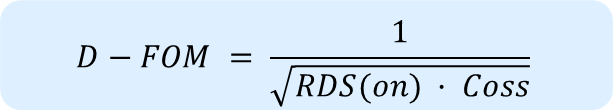 D − FOM = 1 / √(RDS(on) · Coss)